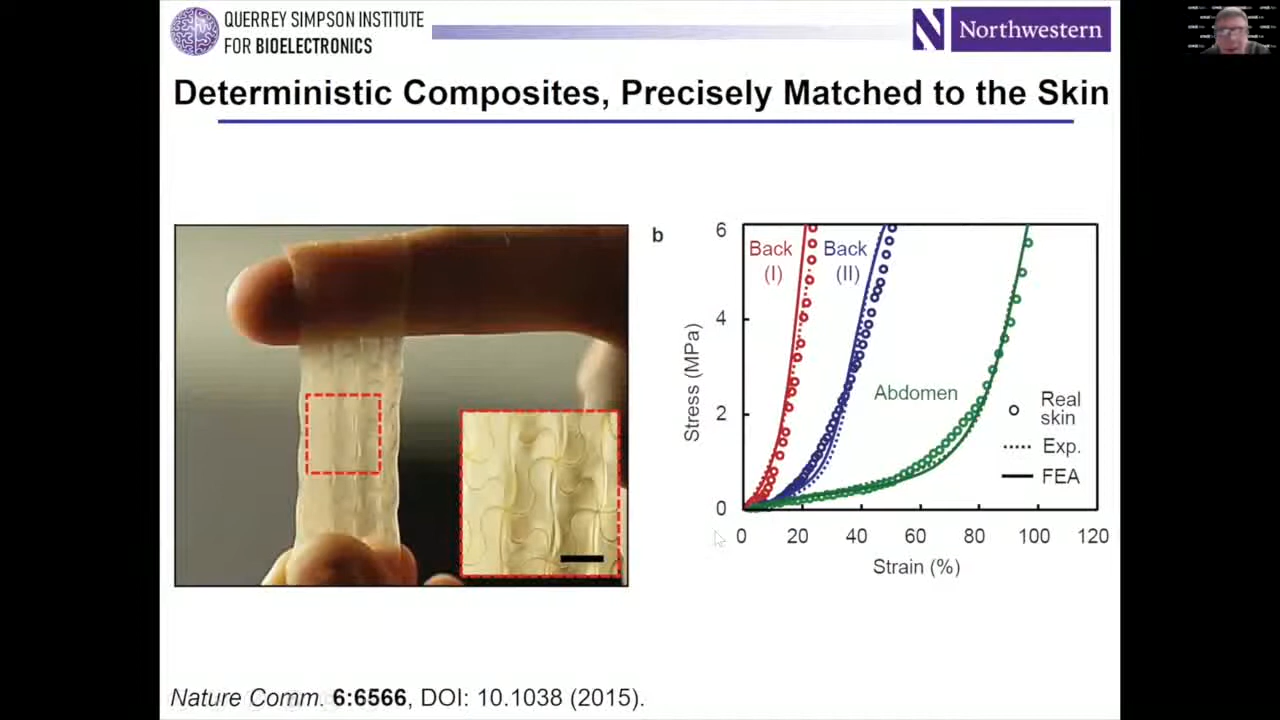 QUERREY SIMPSON INSTITUTE
FOR BIOELECTRONICS
N Northwestern
Deterministic Composites, Precisely Matched to the Skin
b
6
4
2
0
Stress (MPa)
Back
(I)
Back
(II)
Abdomen
Real
skin
Exp.
FEA
0 20 40 60 80 100 120
Strain (%)
Nature Comm. 6:6566, DOI: 10.1038 (2015).